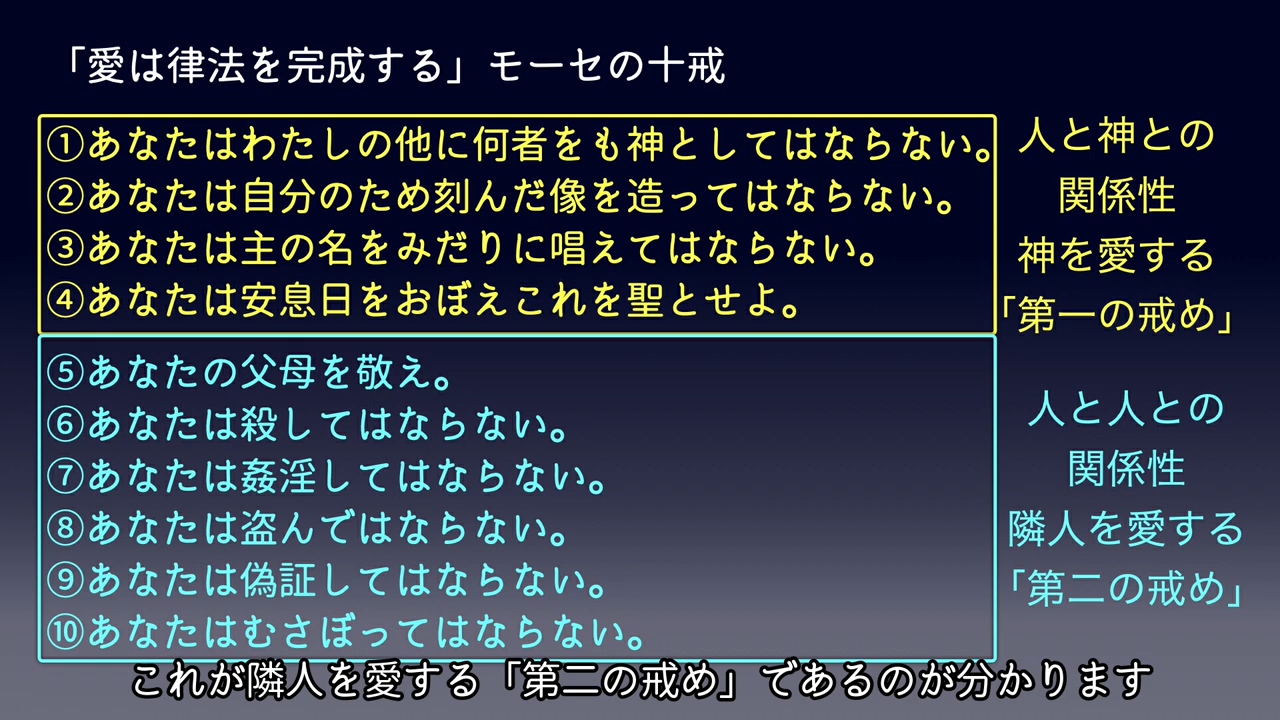 「愛は律法を完成する」モーセの十戒
①あなたはわたしの他に何者をも神としてはならない。
②あなたは自分のため刻んだ像を造ってはならない。
③あなたは主の名をみだりに唱えてはならない。
④あなたは安息日をおぼえこれを聖とせよ。
人と神との
関係性
神を愛する
「第一の戒め」
⑤あなたの父母を敬え。
⑥あなたは殺してはならない。
⑦あなたは姦淫してはならない。
⑧あなたは盗んではならない。
⑨あなたは偽証してはならない。
⑩あなたはむさぼってはならない。
人と人との
関係性
隣人を愛する
「第二の戒め」
これが隣人を愛する「第二の戒め」であるのが分かります